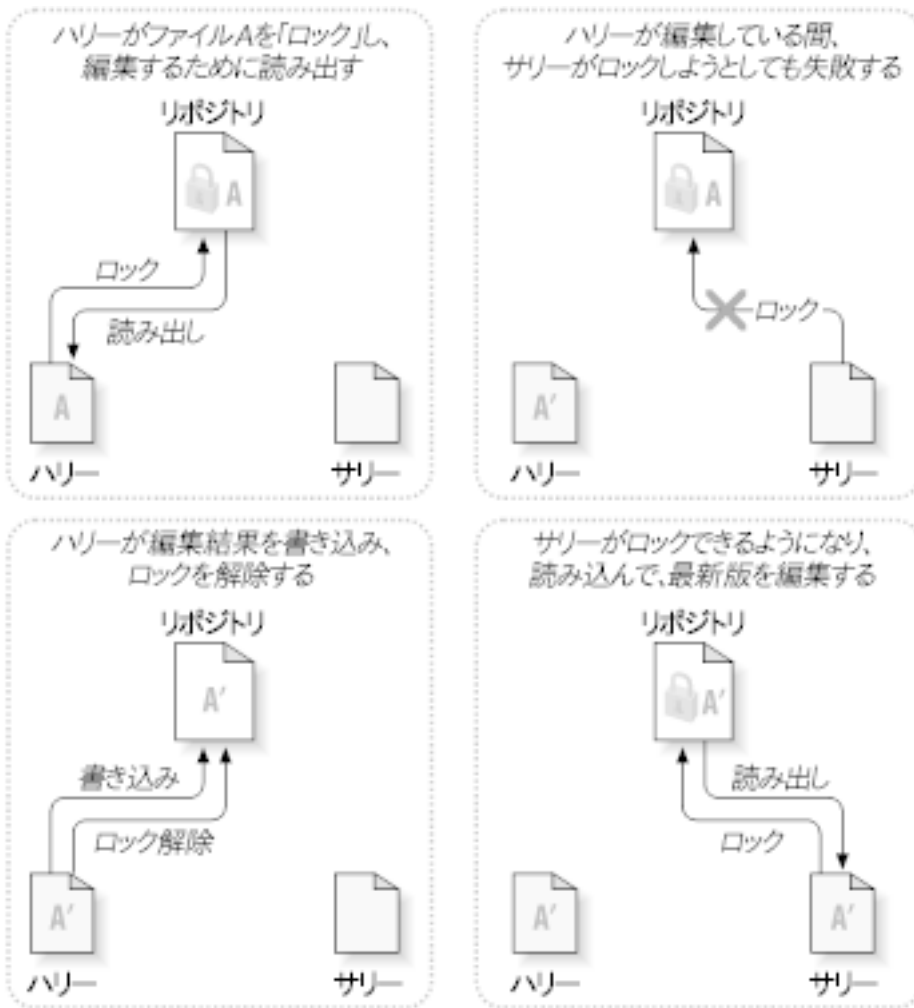 ハリーがファイルAを「ロック」し、
編集するために読み出す
リポジトリ
A
ロック
読み出し
A
ハリー
サリー
ハリーが編集している間、
サリーがロックしようとしても失敗する
リポジトリ
A
ロック
A′
ハリー
サリー
ハリーが編集結果を書き込み、
ロックを解除する
リポジトリ
A′
書き込み
ロック解除
A′
ハリー
サリー
サリーがロックできるようになり、
読み込んで、最新版を編集する
リポジトリ
A′
読み出し
ロック
A′
A′
ハリー
サリー